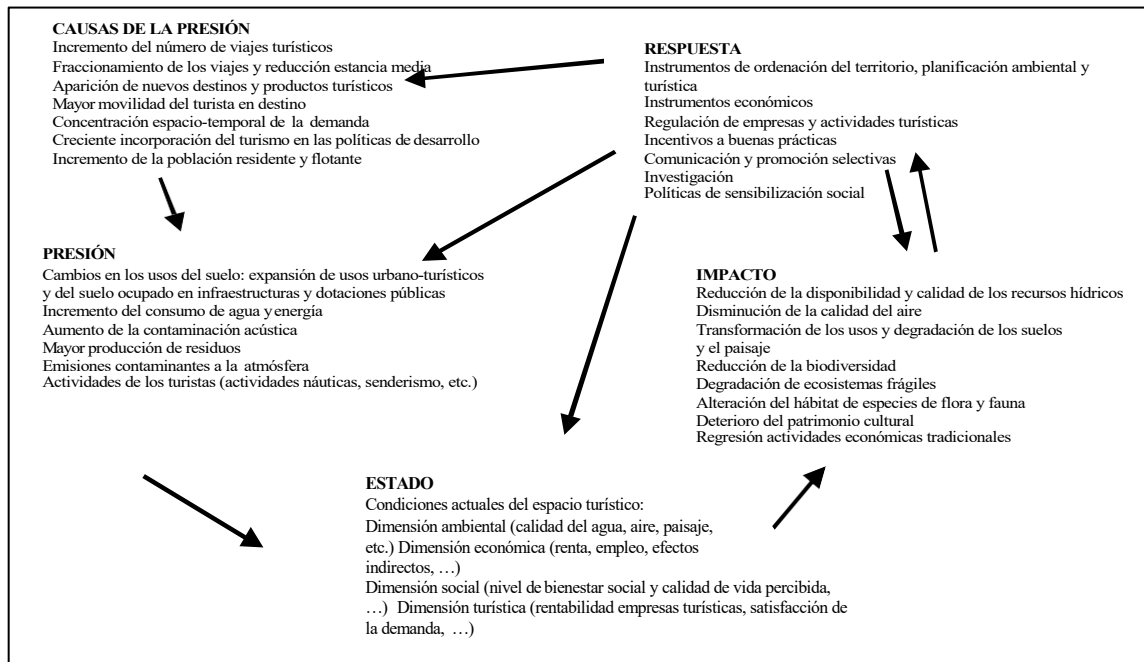 CAUSAS DE LA PRESIÓN
Incremento del número de viajes turísticos
Fraccionamiento de los viajes y reducción estancia media
Aparición de nuevos destinos y productos turísticos
Mayor movilidad del turista en destino
Concentración espacio-temporal de la demanda
Creciente incorporación del turismo en las políticas de desarrollo
Incremento de la población residente y flotante
RESPUESTA
Instrumentos de ordenación del territorio, planificación ambiental y
turística
Instrumentos económicos
Regulación de empresas y actividades turísticas
Incentivos a buenas prácticas
Comunicación y promoción selectivas
Investigación
Políticas de sensibilización social
PRESIÓN
Cambios en los usos del suelo: expansión de usos urbano-turísticos
y del suelo ocupado en infraestructuras y dotaciones públicas
Incremento del consumo de agua y energía
Aumento de la contaminación acústica
Mayor producción de residuos
Emisiones contaminantes a la atmósfera
Actividades de los turistas (actividades náuticas, senderismo, etc.)
IMPACTO
Reducción de la disponibilidad y calidad de los recursos hídricos
Disminución de la calidad del aire
Transformación de los usos y degradación de los suelos
y el paisaje
Reducción de la biodiversidad
Degradación de ecosistemas frágiles
Alteración del hábitat de especies de flora y fauna
Deterioro del patrimonio cultural
Regresión actividades económicas tradicionales
ESTADO
Condiciones actuales del espacio turístico:
Dimensión ambiental (calidad del agua, aire, paisaje,
etc.) Dimensión económica (renta, empleo, efectos
indirectos, …)
Dimensión social (nivel de bienestar social y calidad de vida percibida,
…) Dimensión turística (rentabilidad empresas turísticas, satisfacción de
la demanda, …)